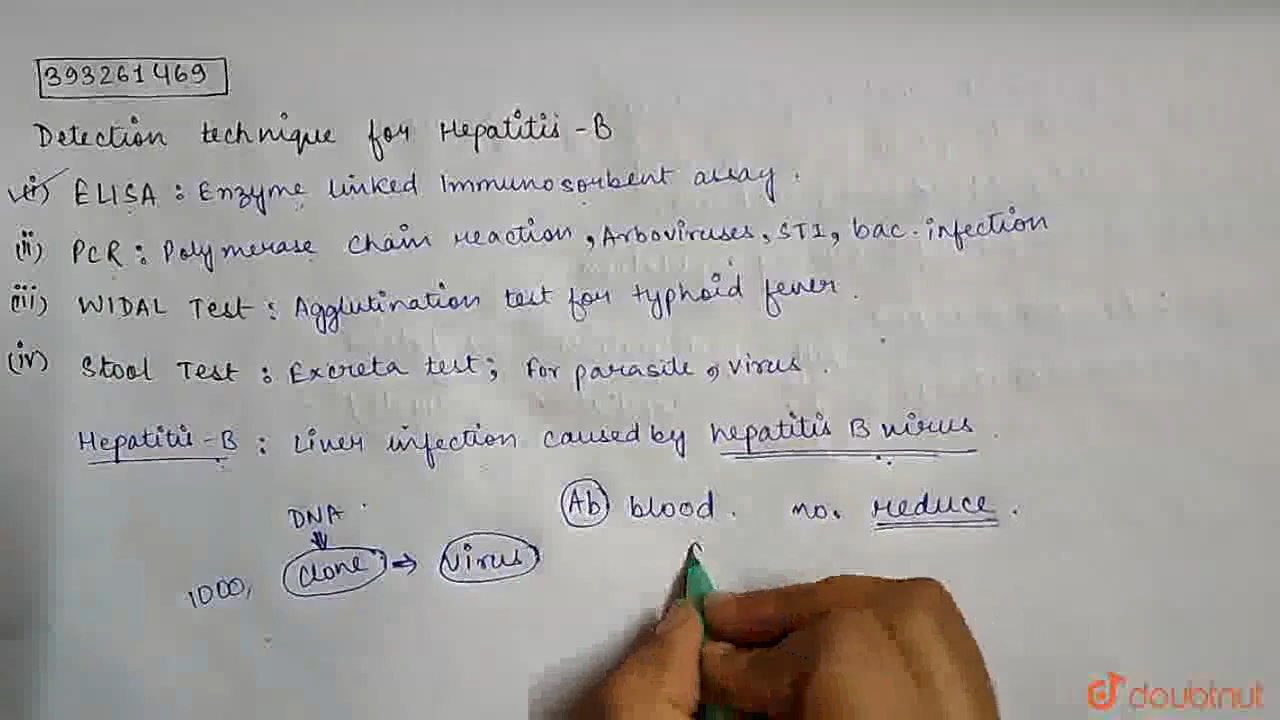 393261469
Detection technique for Hepatitis-B
(i) ELISA : Enzyme linked immunosorbent assay.
(ii) PCR : Polymerase chain reaction, Arboviruses, STI, bac. infection
(iii) WIDAL Test : Agglutination test for typhoid fever.
(iv) Stool Test : Excreta test; for parasite, virus.
Hepatitis-B : Liver infection caused by hepatitis B virus.
DNA
Ab blood. no. reduce.
1000, clone → virus
doubtnut